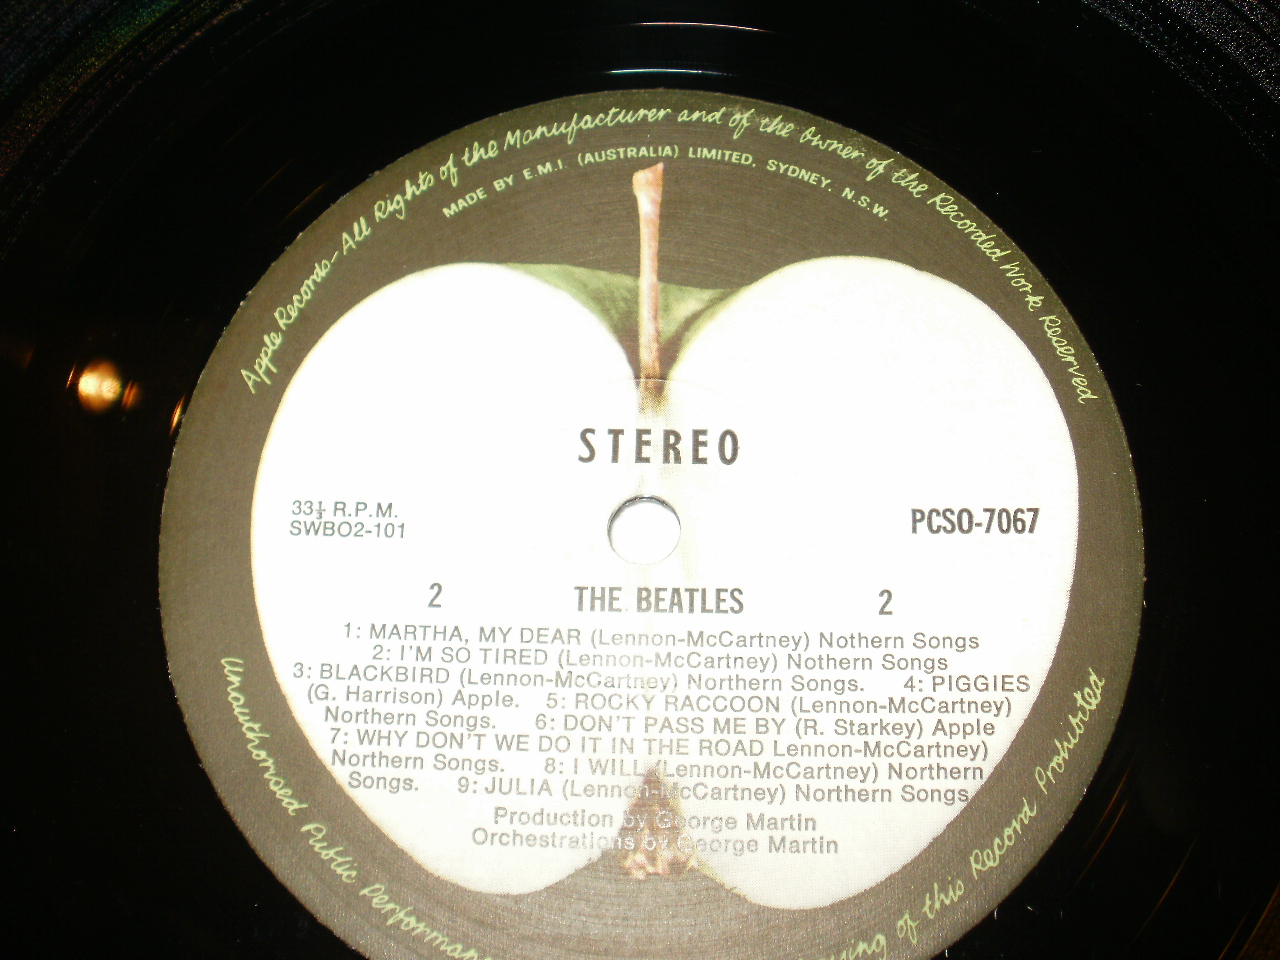 Apple Records – All Rights of the Manufacturer and of the Owner of the Recorded Work Reserved
MADE BY E.M.I. (AUSTRALIA) LIMITED, SYDNEY, N.S.W.
STEREO
33⅓ R.P.M.
SWBO2-101
PCSO-7067
2 THE BEATLES 2
1: MARTHA, MY DEAR (Lennon-McCartney) Nothern Songs
2: I'M SO TIRED (Lennon-McCartney) Nothern Songs
3: BLACKBIRD (Lennon-McCartney) Northern Songs. 4: PIGGIES
(G. Harrison) Apple. 5: ROCKY RACCOON (Lennon-McCartney)
Northern Songs. 6: DON'T PASS ME BY (R. Starkey) Apple
7: WHY DON'T WE DO IT IN THE ROAD Lennon-McCartney)
Northern Songs. 8: I WILL (Lennon-McCartney) Northern
Songs. 9: JULIA (Lennon-McCartney) Northern Songs
Production by George Martin
Orchestrations by George Martin
Unauthorised Public of this Record Prohibited